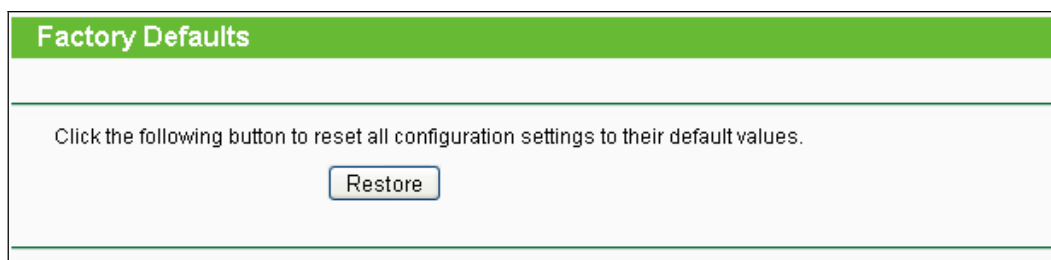 Factory Defaults
Click the following button to reset all configuration settings to their default values.
Restore